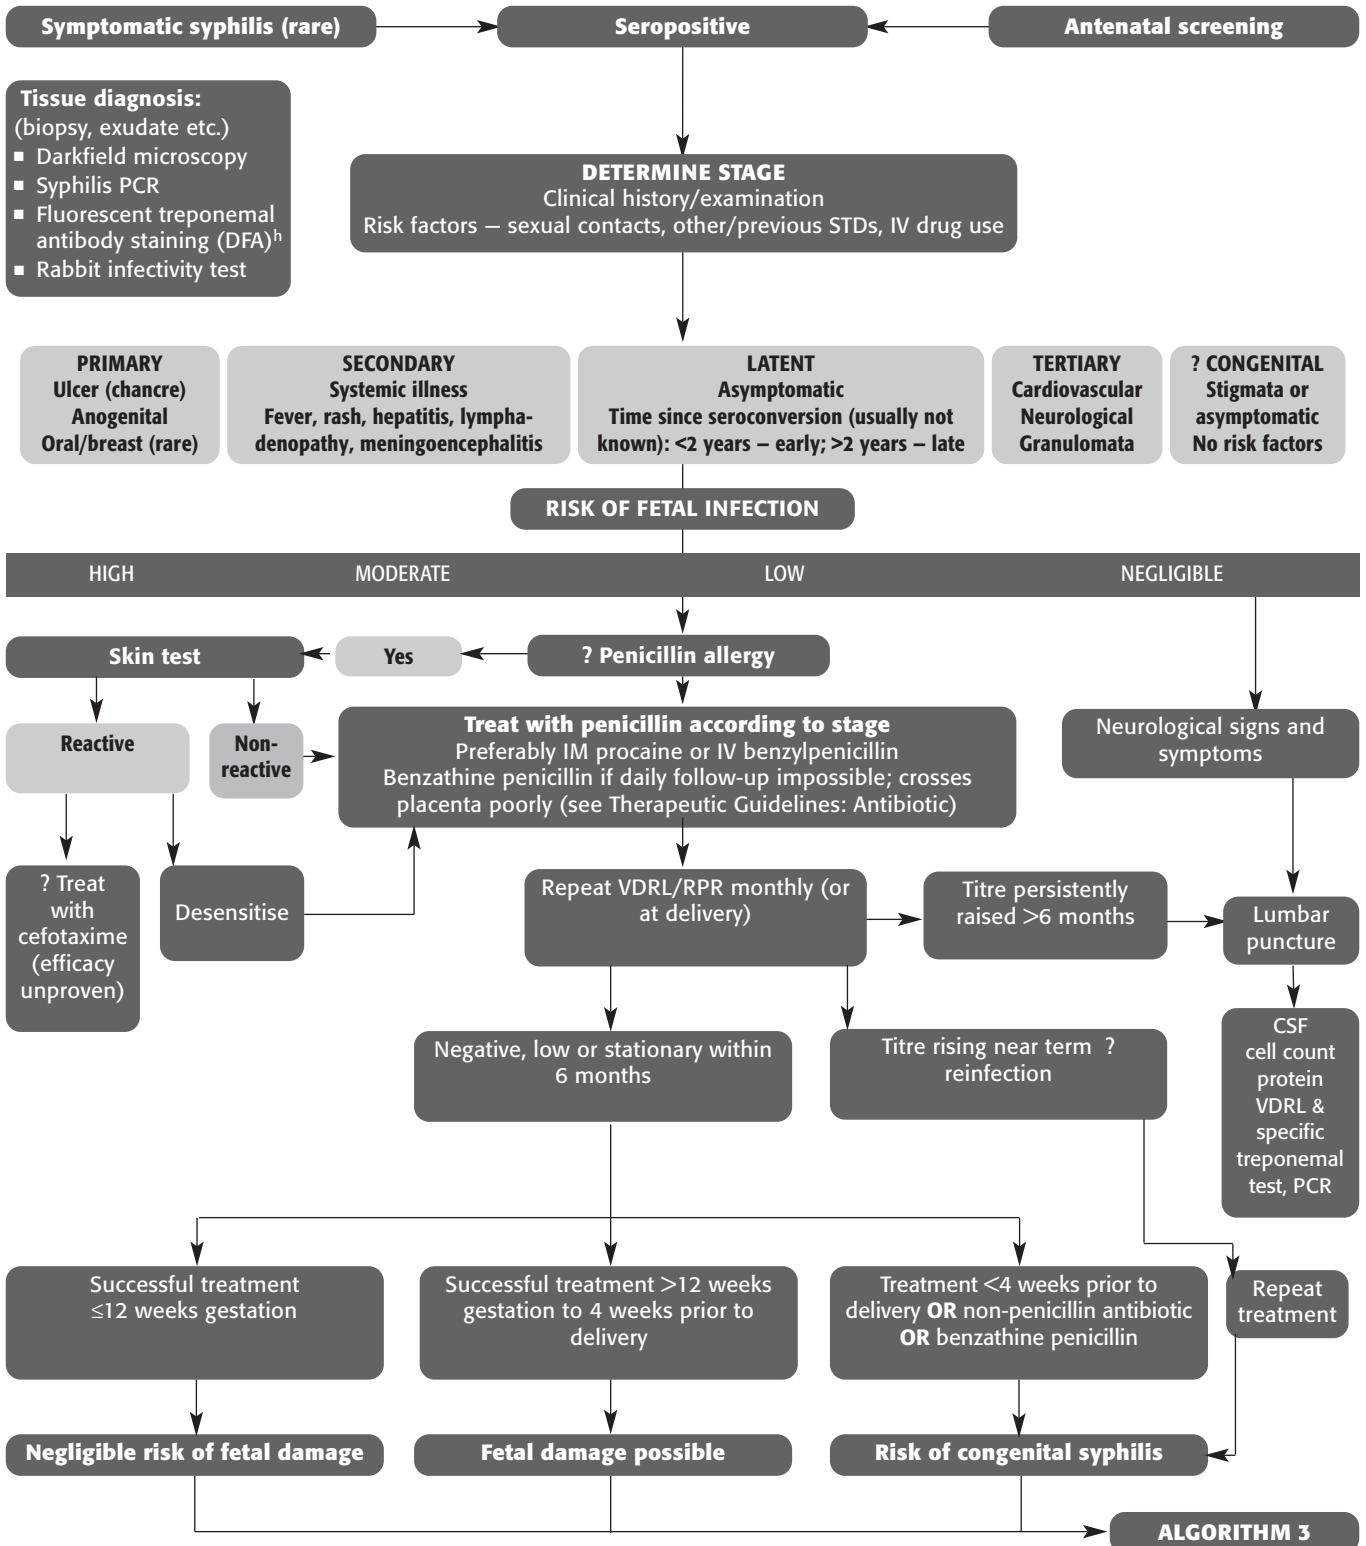 Symptomatic syphilis (rare)
Seropositive
Antenatal screening
Tissue diagnosis:
(biopsy, exudate etc.)
▪ Darkfield microscopy
▪ Syphilis PCR
▪ Fluorescent treponemal
antibody staining (DFA)h
▪ Rabbit infectivity test
DETERMINE STAGE
Clinical history/examination
Risk factors – sexual contacts, other/previous STDs, IV drug use
PRIMARY
Ulcer (chancre)
Anogenital
Oral/breast (rare)
SECONDARY
Systemic illness
Fever, rash, hepatitis, lympha-
denopathy, meningoencephalitis
LATENT
Asymptomatic
Time since seroconversion (usually not
known): <2 years – early; >2 years – late
TERTIARY
Cardiovascular
Neurological
Granulomata
? CONGENITAL
Stigmata or
asymptomatic
No risk factors
RISK OF FETAL INFECTION
HIGH
MODERATE
LOW
NEGLIGIBLE
Skin test
Yes
? Penicillin allergy
Reactive
Non-
reactive
Treat with penicillin according to stage
Preferably IM procaine or IV benzylpenicillin
Benzathine penicillin if daily follow-up impossible; crosses
placenta poorly (see Therapeutic Guidelines: Antibiotic)
Neurological signs and
symptoms
? Treat
with
cefotaxime
(efficacy
unproven)
Desensitise
Repeat VDRL/RPR monthly (or
at delivery)
Titre persistently
raised >6 months
Lumbar
puncture
Negative, low or stationary within
6 months
Titre rising near term ?
reinfection
CSF
cell count
protein
VDRL &
specific
treponemal
test, PCR
Successful treatment
≤12 weeks gestation
Successful treatment >12 weeks
gestation to 4 weeks prior to
delivery
Treatment <4 weeks prior to
delivery OR non-penicillin antibiotic
OR benzathine penicillin
Repeat
treatment
Negligible risk of fetal damage
Fetal damage possible
Risk of congenital syphilis
ALGORITHM 3